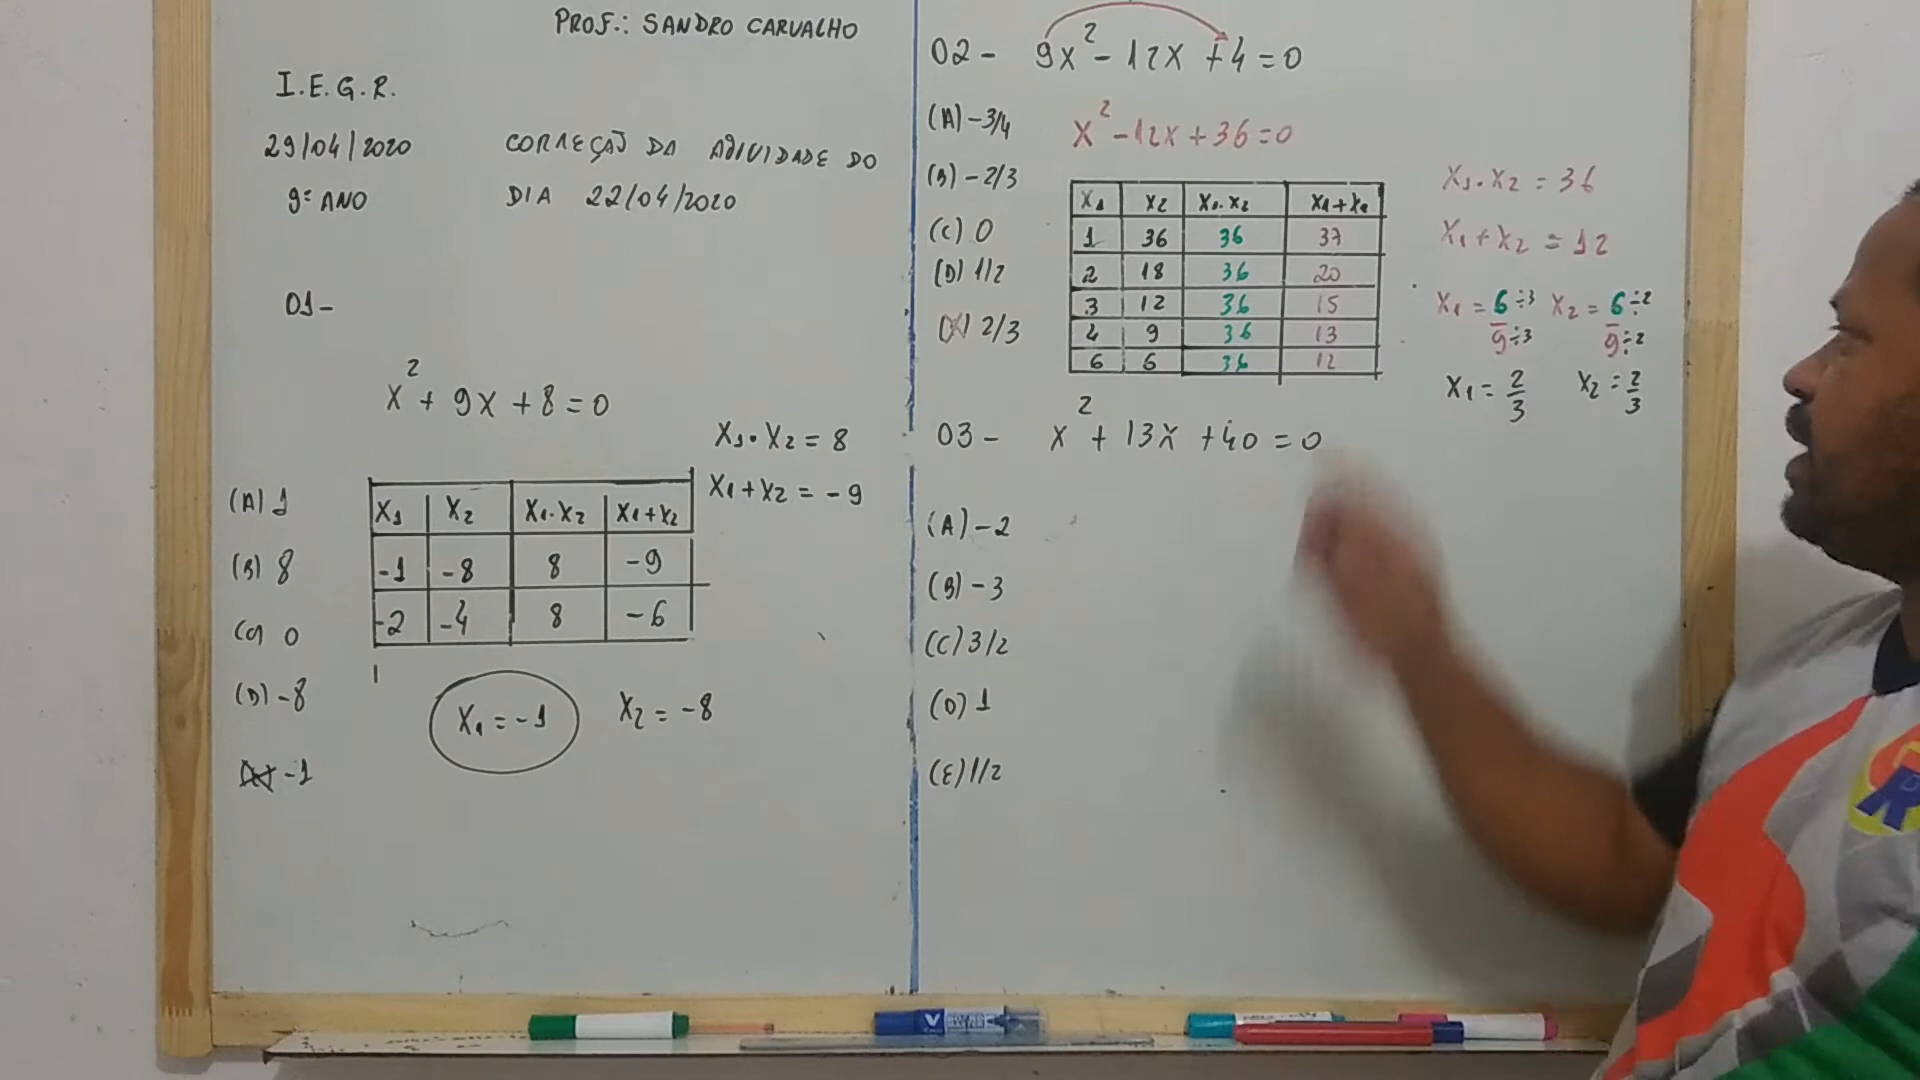 PROF.: SANDRO CARVALHO
I.E.G.R.
29/04/2020 CORREÇÃO DA ATIVIDADE DO
9º ANO DIA 22/04/2020
01-
x² + 9x + 8 = 0
x1 . x2 = 8
x1 + x2 = -9
(A) 1
(B) 8
(C) 0
(D) -8
-1
x1 x2 x1 . x2 x1 + x2
-1 -8 8 -9
-2 -4 8 -6
x1 = -1 x2 = -8
02- 9x² - 12x + 4 = 0
x² - 12x + 36 = 0
(A) -3/4
(B) -2/3
(C) 0
(D) 1/2
(X) 2/3
x1 x2 x1 . x2 x1 + x2
1 36 36 37
2 18 36 20
3 12 36 15
4 9 36 13
6 6 36 12
x1 . x2 = 36
x1 + x2 = 12
x1 = 6÷3/9÷3 x2 = 6÷2/9÷2
x1 = 2/3 x2 = 2/3
03- x² + 13x + 40 = 0
(A) -2
(B) -3
(C) 3/2
(D) 1
(E) 1/2
V
R